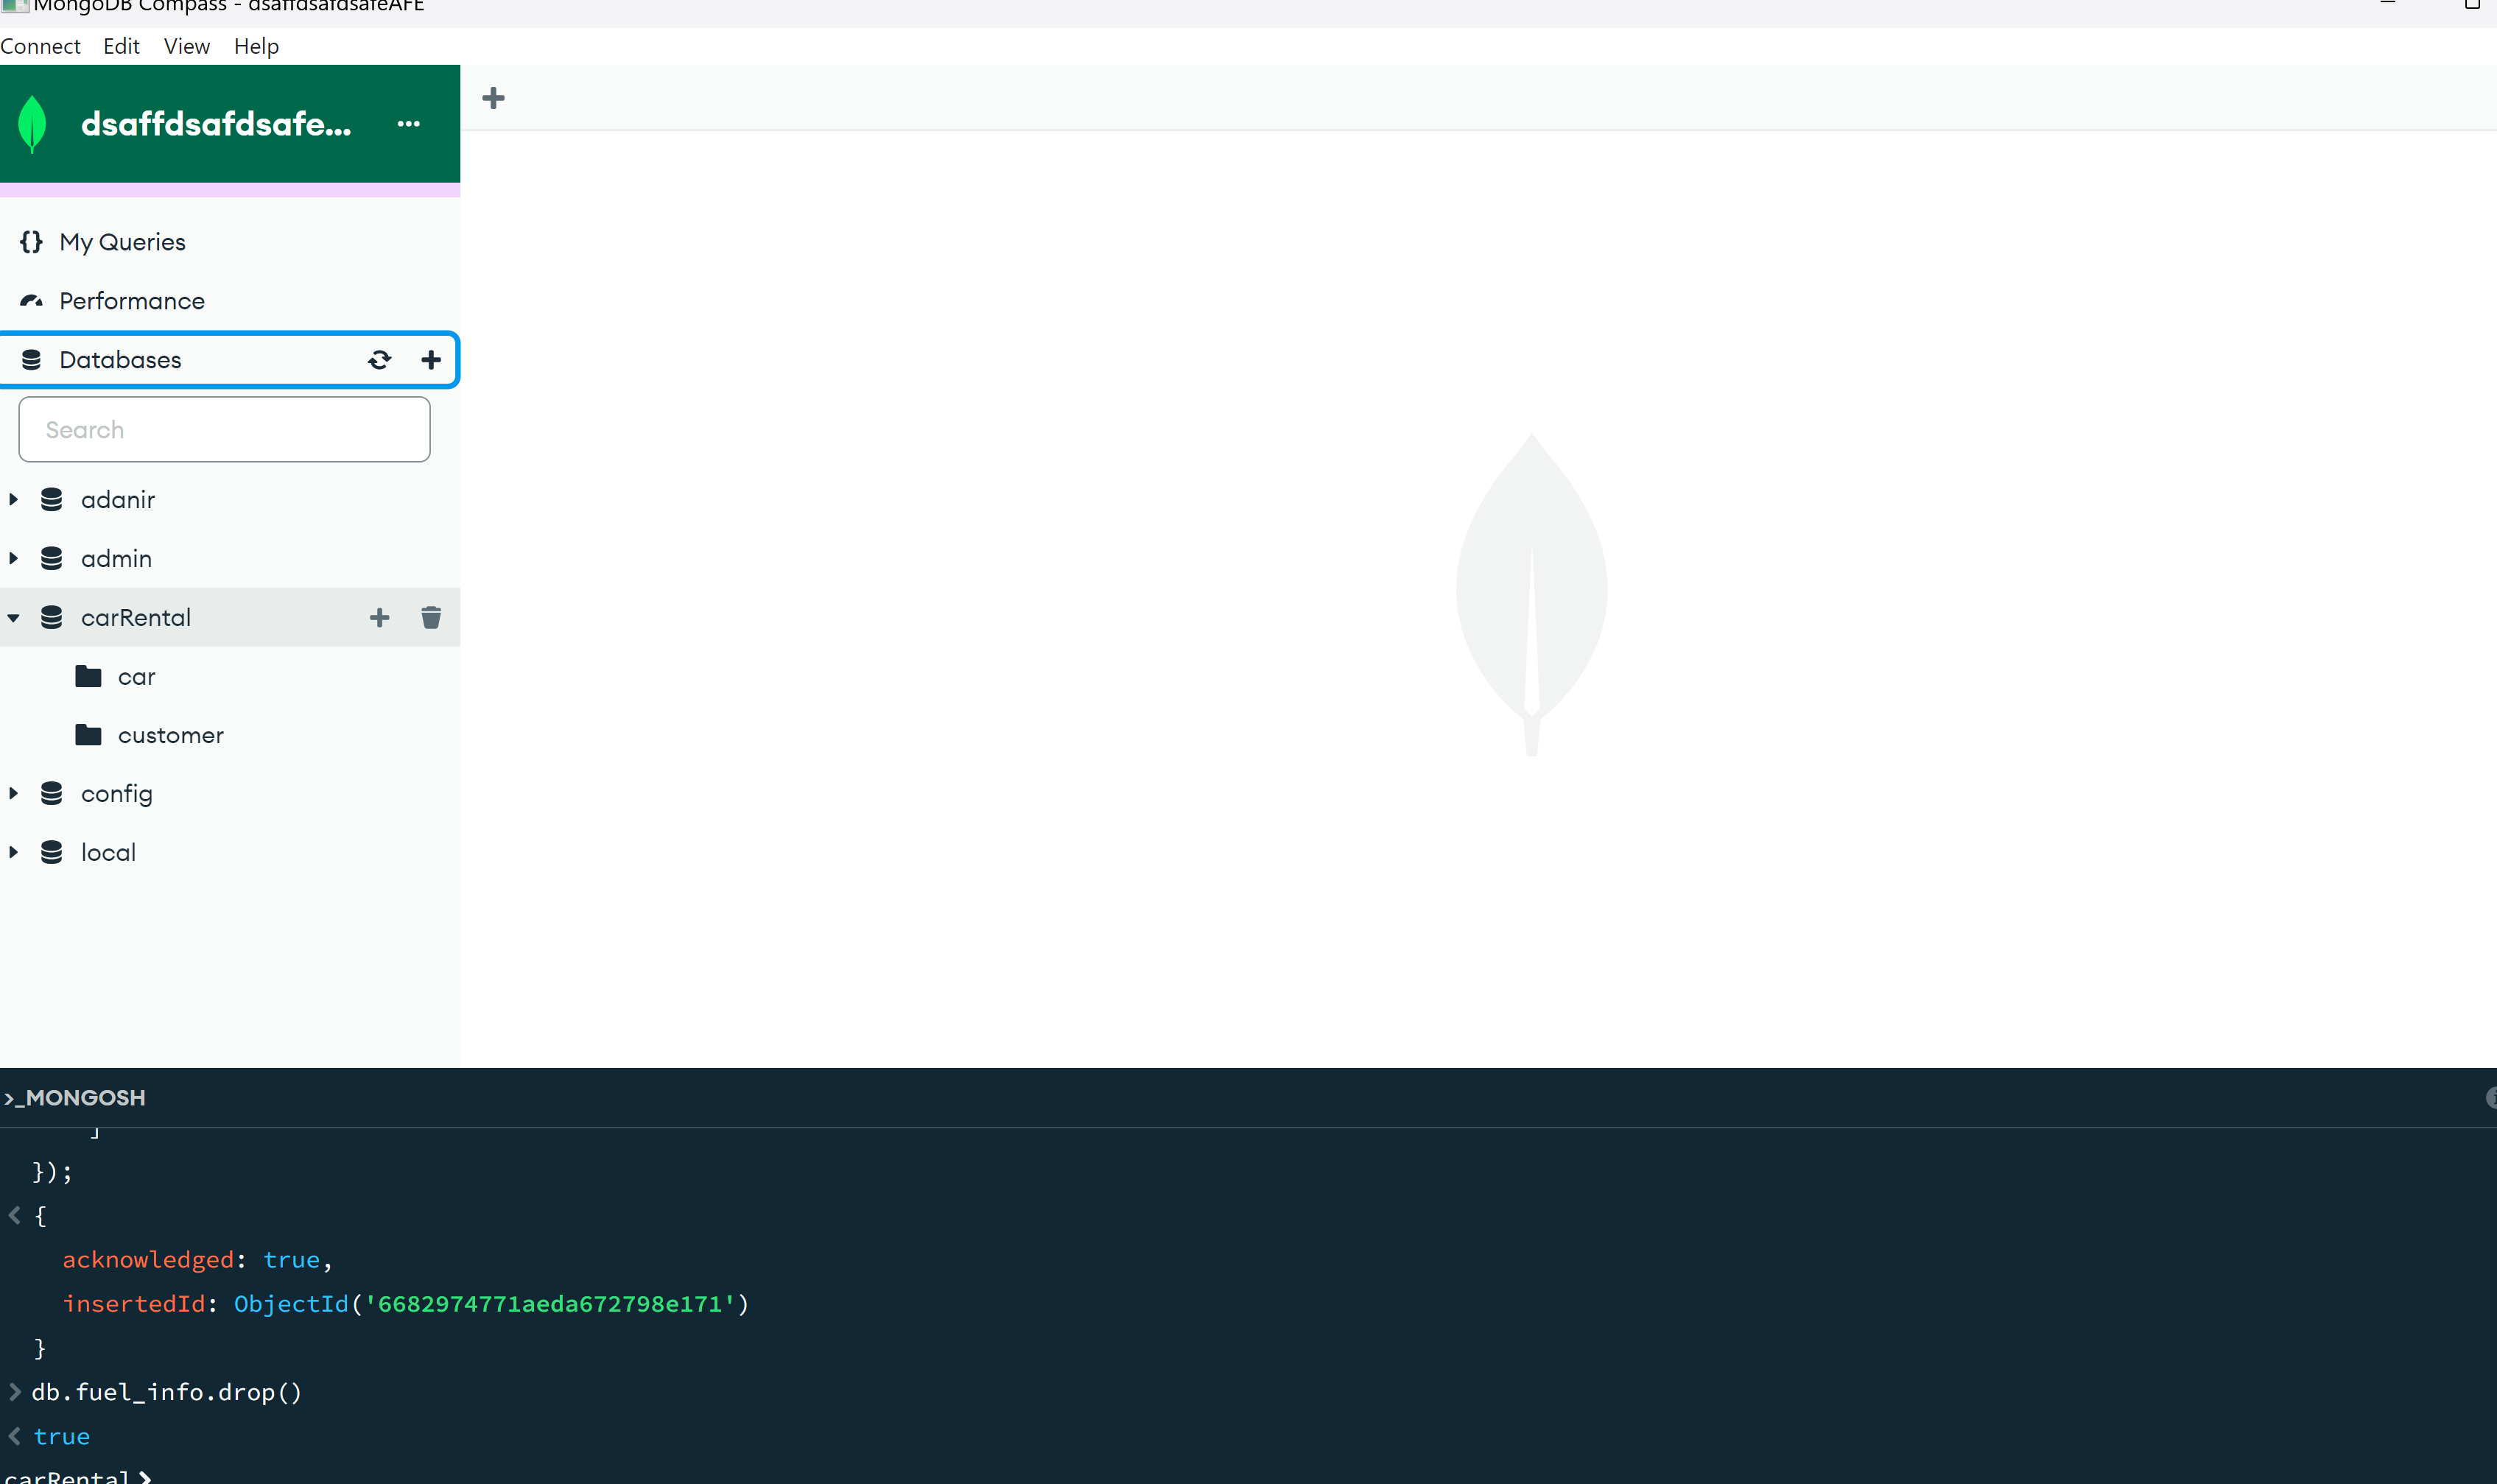 MongoDB Compass - dsaffdsafdsafeAFE
Connect Edit View Help
dsaffdsafdsafe...
My Queries
Performance
Databases
Search
adanir
admin
carRental
car
customer
config
local
>_MONGOSH
]
});
{
acknowledged: true,
insertedId: ObjectId('6682974771aeda672798e171')
}
db.fuel_info.drop()
true
carRental>